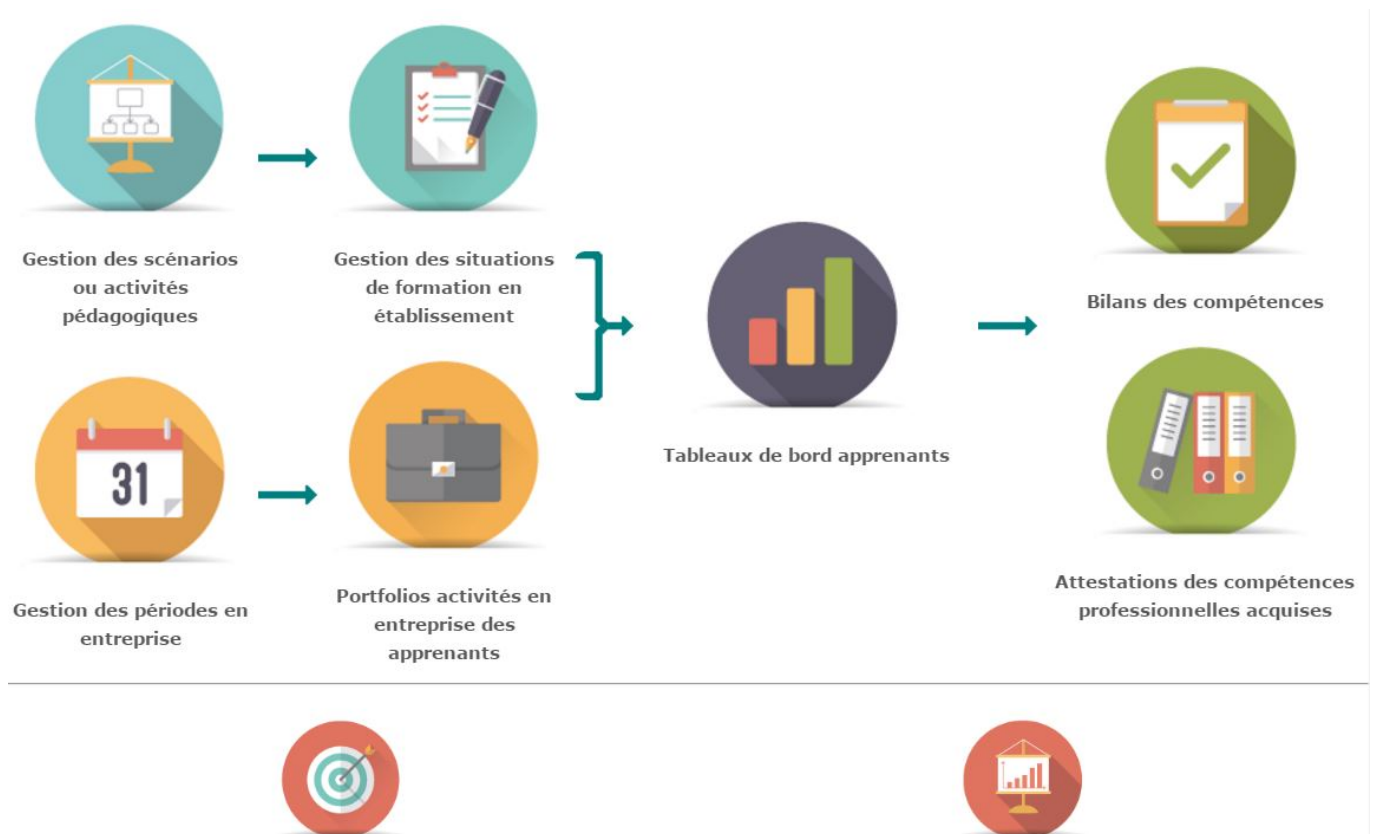 Gestion des scénarios
ou activités
pédagogiques
Gestion des situations
de formation en
établissement
31
Gestion des périodes en
entreprise
Portfolios activités en
entreprise des
apprenants
Tableaux de bord apprenants
Bilans des compétences
Attestations des compétences
professionnelles acquises